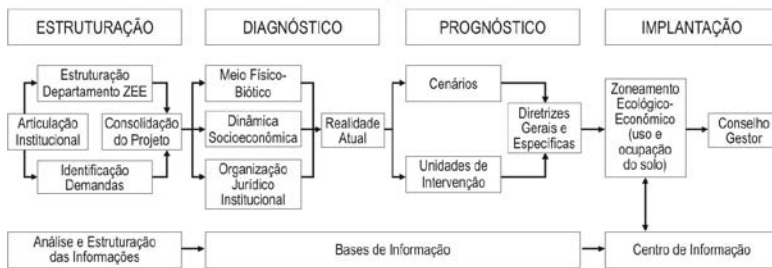 ESTRUTURAÇÃO
DIAGNÓSTICO
PROGNÓSTICO
IMPLANTAÇÃO
Estruturação
Departamento ZEE
Articulação
Institucional
Consolidação
do Projeto
Identificação
Demandas
Meio Físico-
Biótico
Dinâmica
Socioeconômica
Organização
Jurídico
Institucional
Realidade
Atual
Cenários
Unidades de
Intervenção
Diretrizes
Gerais e
Específicas
Zoneamento
Ecológico-
Econômico
(uso e
ocupação
do solo)
Conselho
Gestor
Análise e Estruturação
das Informações
Bases de Informação
Centro de Informação